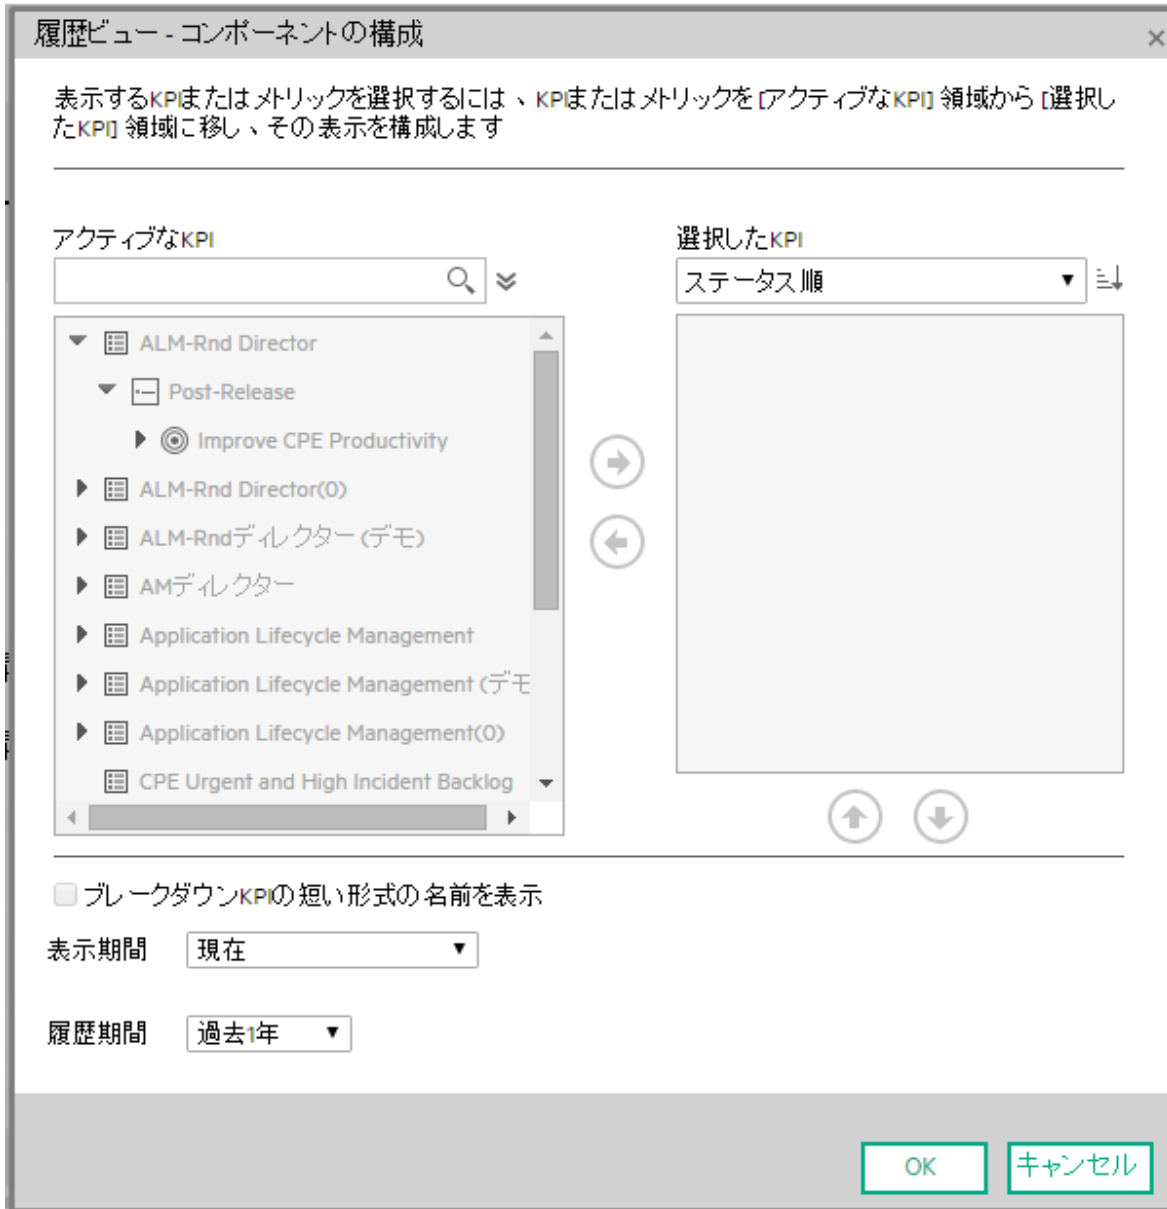 履歴ビュー - コンポーネントの構成
表示するKPIまたはメトリックを選択するには、KPIまたはメトリックを [アクティブなKPI] 領域から [選択し
たKPI] 領域に移し、その表示を構成します
アクティブなKPI
選択したKPI
ステータス順
ALM-Rnd Director
Post-Release
Improve CPE Productivity
ALM-Rnd Director(0)
ALM-Rndディレクター (デモ)
AMディレクター
Application Lifecycle Management
Application Lifecycle Management (デモ
Application Lifecycle Management(0)
CPE Urgent and High Incident Backlog
ブレークダウンKPIの短い形式の名前を表示
表示期間 現在
履歴期間 過去1年
OK キャンセル